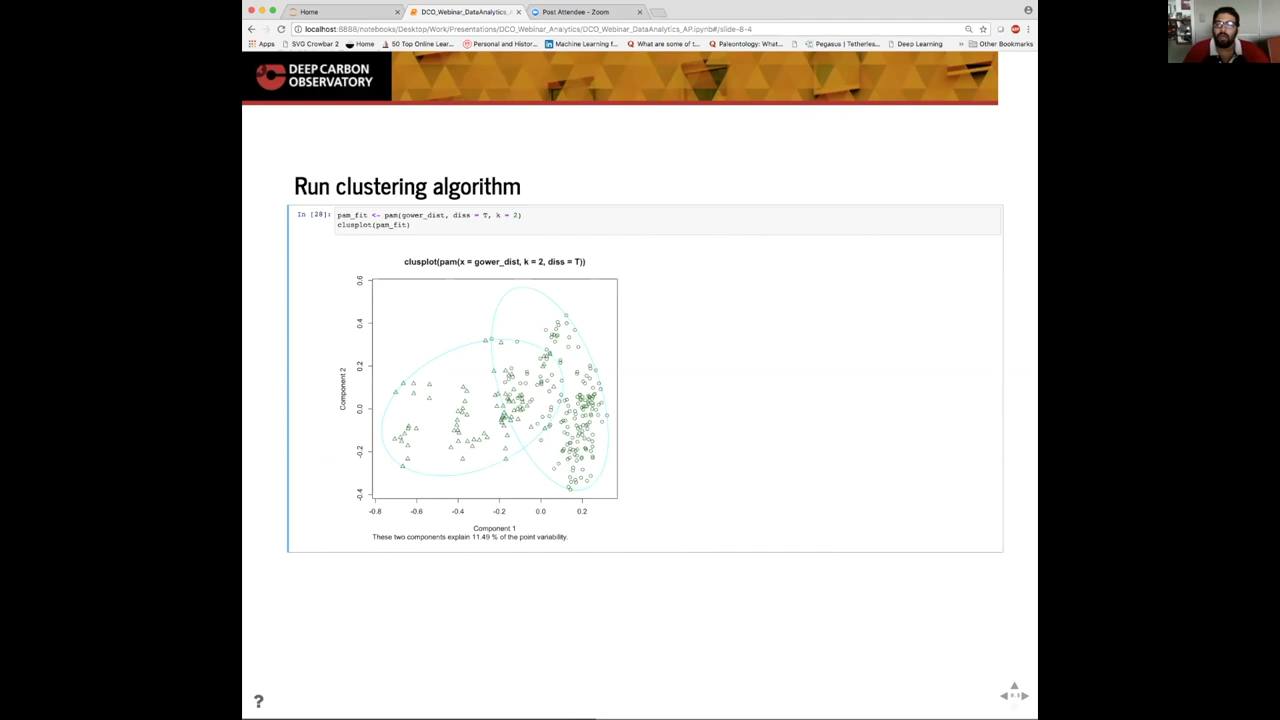 Home
DCO_Webinar_DataAnalytics_
Post Attendee - Zoom
localhost:8888/notebooks/Desktop/Work/Presentations/DCO_Webinar_Analytics/DCO_Webinar_DataAnalytics_AP.ipynb#/slide-8-4
Apps SVG Crowbar 2 Home 50 Top Online Lear... Personal and Histor... Machine Learning f... What are some of t... Paleontology: What... Pegasus | Tetherles... Deep Learning » Other Bookmarks
DEEP CARBON
OBSERVATORY
Run clustering algorithm
In [28]: pam_fit <- pam(gower_dist, diss = T, k = 2)
clusplot(pam_fit)
clusplot(pam(x = gower_dist, k = 2, diss = T))
Component 2
0.6
0.4
0.2
0.0
-0.2
-0.4
-0.8 -0.6 -0.4 -0.2 0.0 0.2
Component 1
These two components explain 11.49 % of the point variability.
?